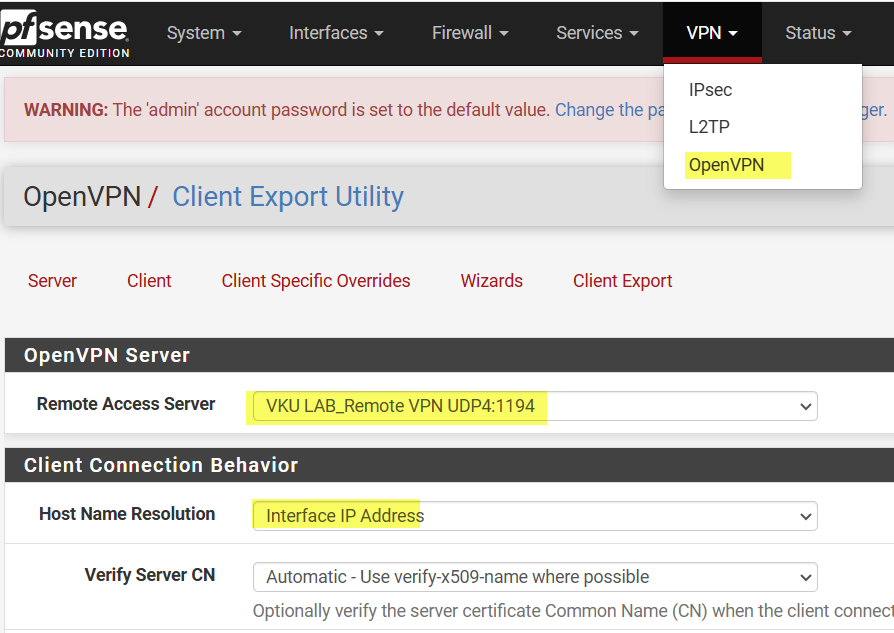 pfsense
COMMUNITY EDITION
System Interfaces Firewall Services VPN Status
IPsec
L2TP
OpenVPN
WARNING: The 'admin' account password is set to the default value. Change the pa ger.
OpenVPN / Client Export Utility
Server Client Client Specific Overrides Wizards Client Export
OpenVPN Server
Remote Access Server VKU LAB_Remote VPN UDP4:1194
Client Connection Behavior
Host Name Resolution Interface IP Address
Verify Server CN Automatic - Use verify-x509-name where possible
Optionally verify the server certificate Common Name (CN) when the client connect